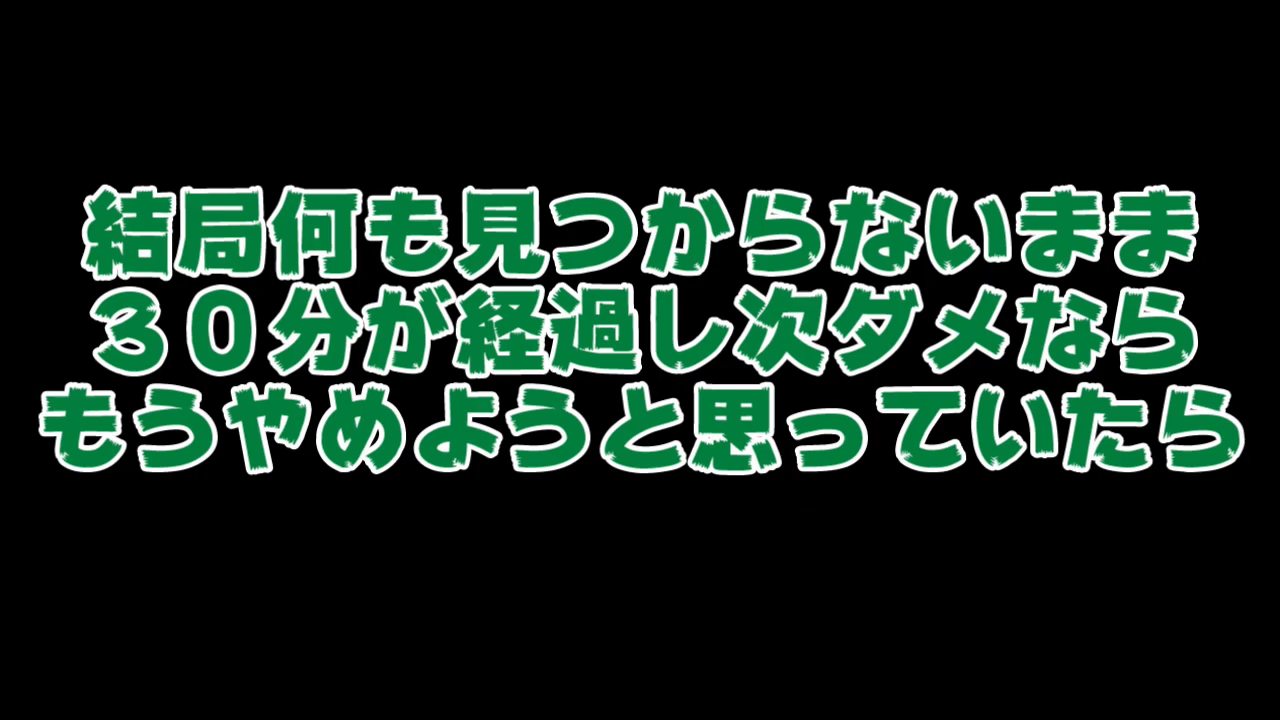 結局何も見つからないまま
３０分が経過し次ダメなら
もうやめようと思っていたら